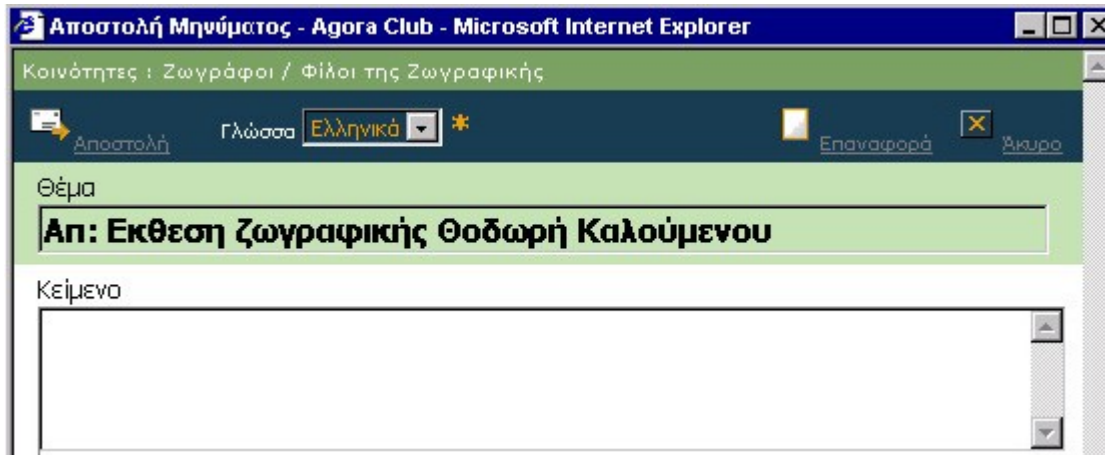 Αποστολή Μηνύματος - Agora Club - Microsoft Internet Explorer
Κοινότητες : Ζωγράφοι / Φίλοι της Ζωγραφικής
Αποστολή Γλώσσα Ελληνικά * Επαναφορά Άκυρο
Θέμα
Απ: Εκθεση ζωγραφικής Θοδωρή Καλούμενου
Κείμενο